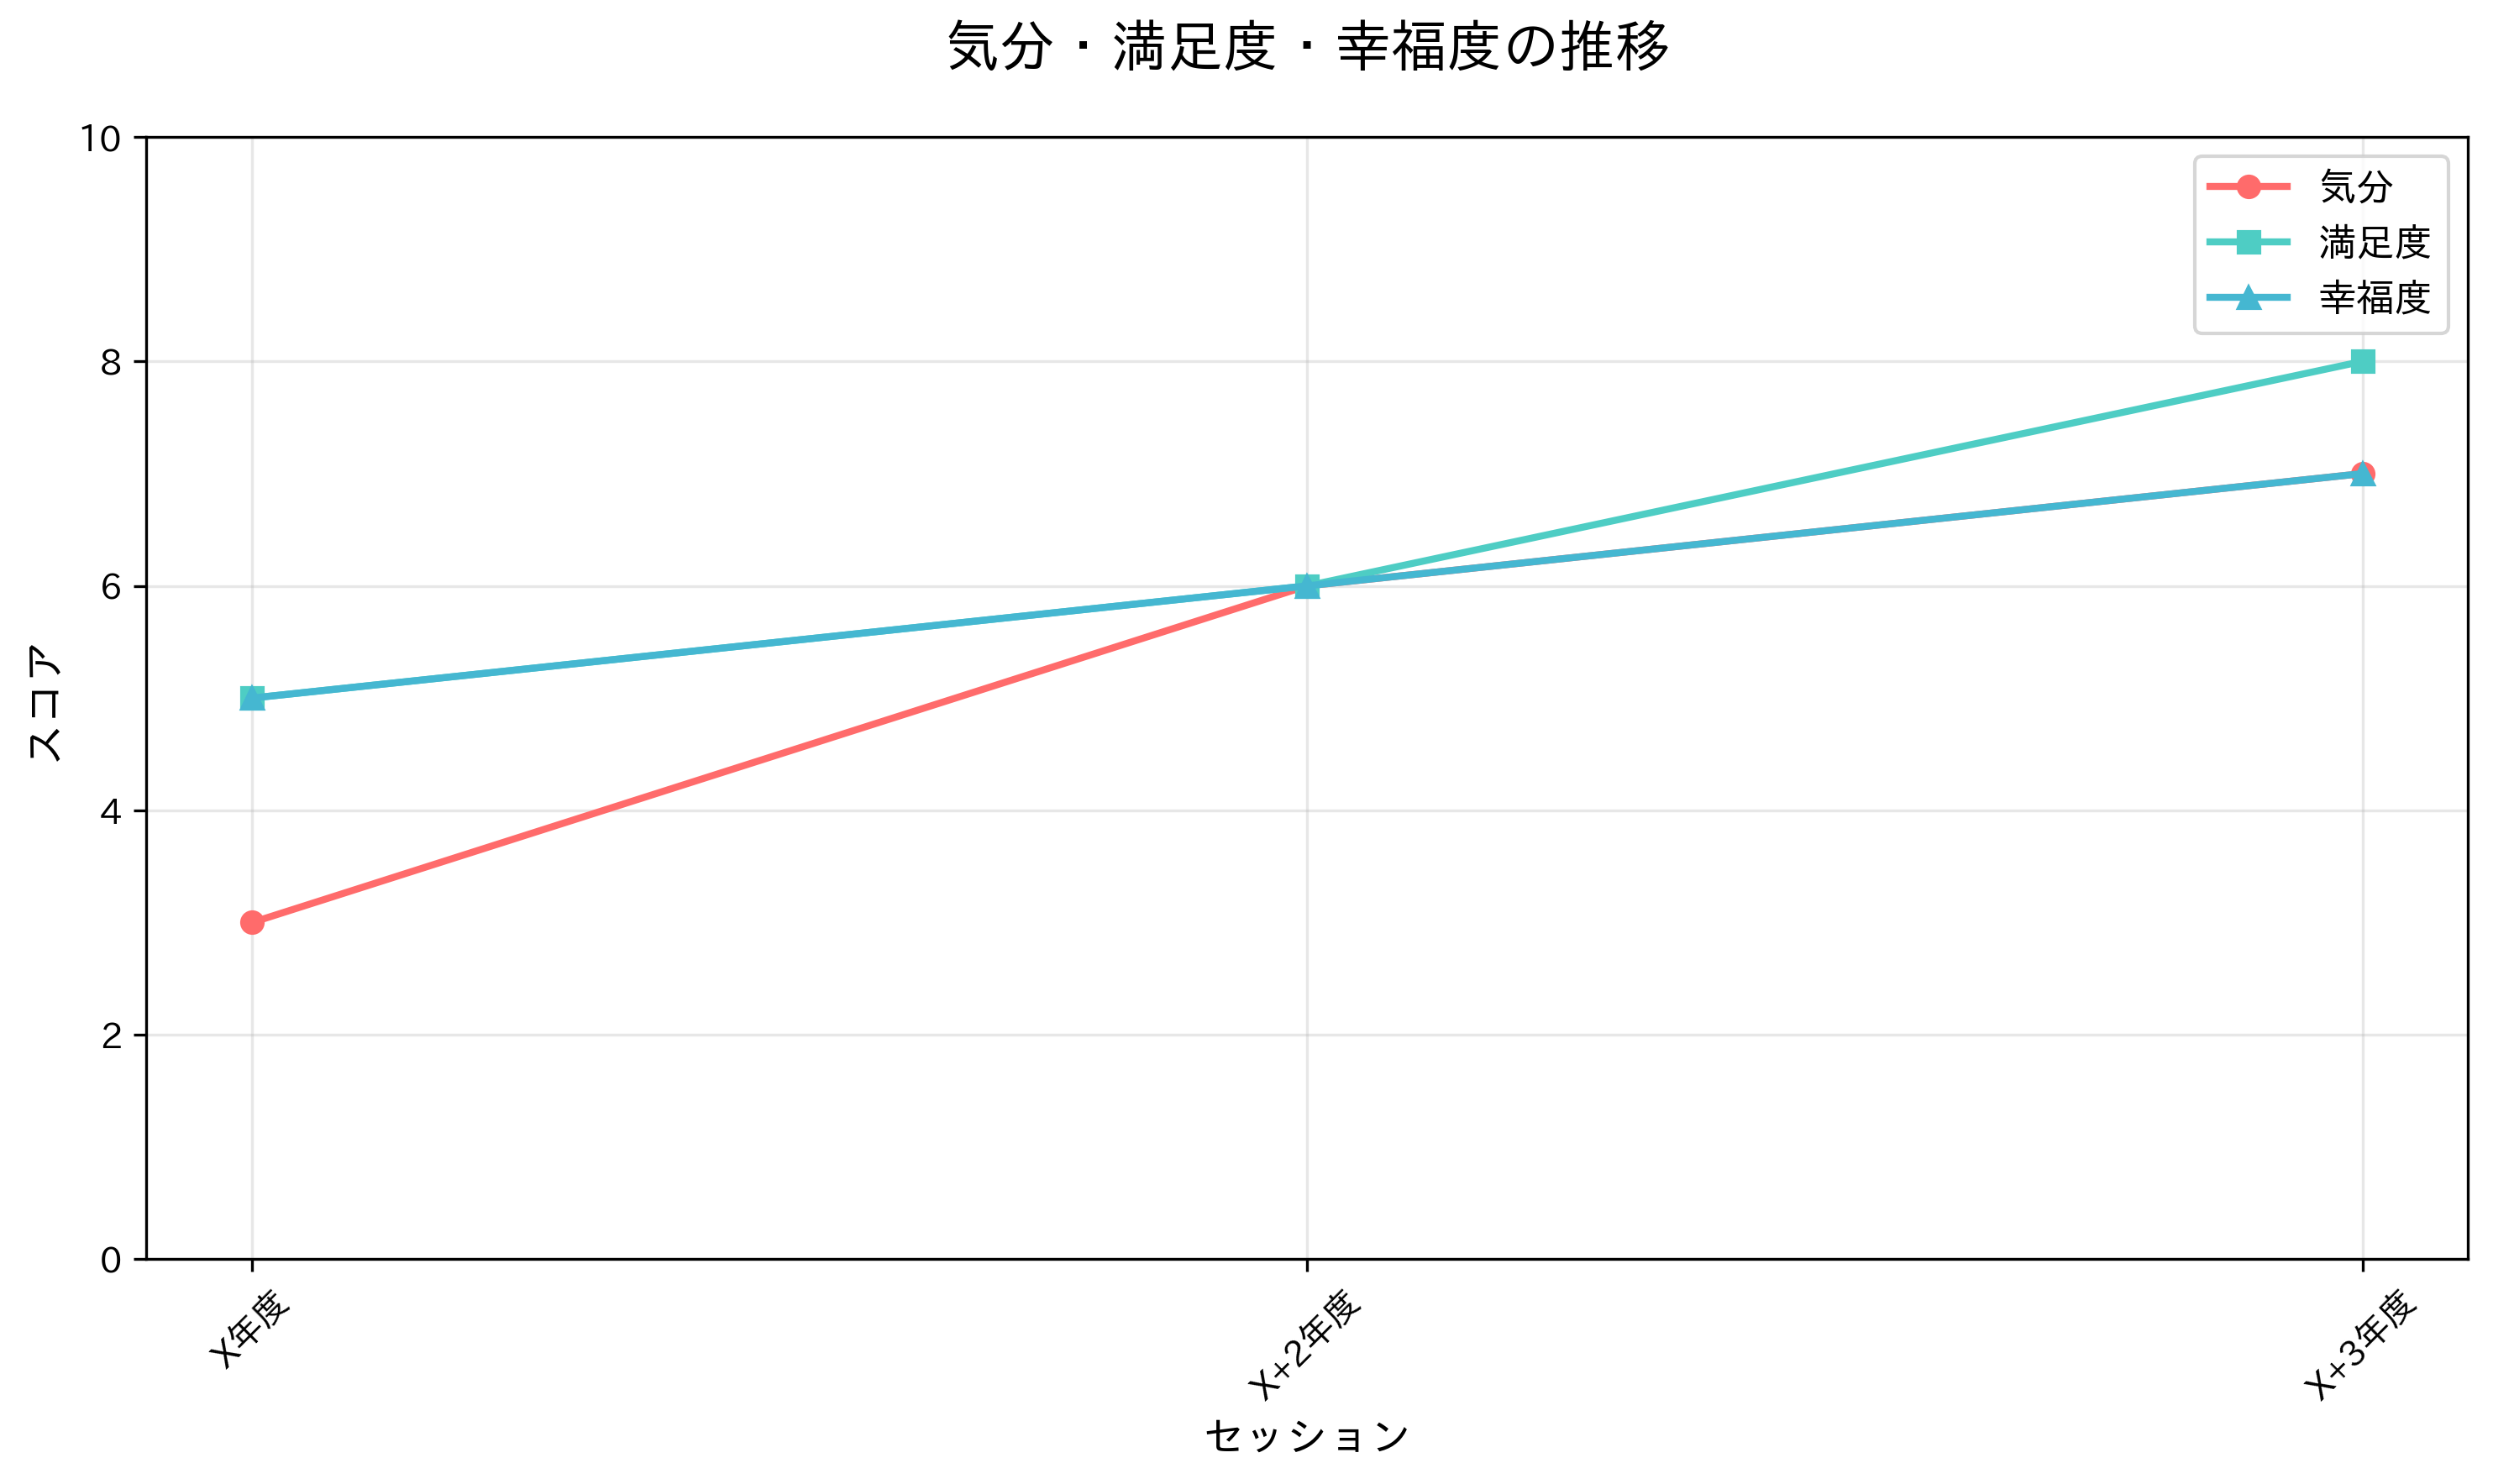 気分・満足度・幸福度の推移
10
8
6
4
2
0
スコア
気分
満足度
幸福度
X年度
X+2年度
X+3年度
セッション